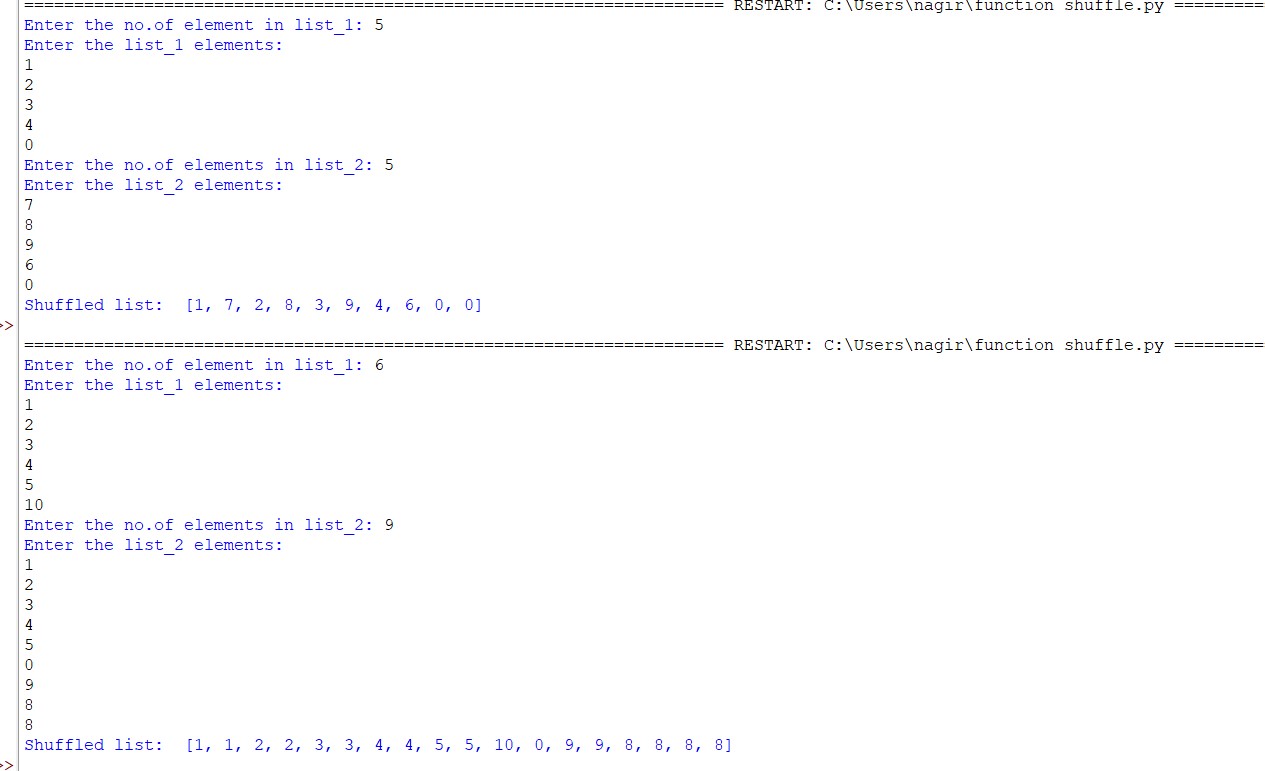 ====================================================================== RESTART: C:\Users\nagir\function shuffle.py =========
Enter the no.of element in list_1: 5
Enter the list_1 elements:
1
2
3
4
0
Enter the no.of elements in list_2: 5
Enter the list_2 elements:
7
8
9
6
0
Shuffled list:  [1, 7, 2, 8, 3, 9, 4, 6, 0, 0]
>>
====================================================================== RESTART: C:\Users\nagir\function shuffle.py =========
Enter the no.of element in list_1: 6
Enter the list_1 elements:
1
2
3
4
5
10
Enter the no.of elements in list_2: 9
Enter the list_2 elements:
1
2
3
4
5
0
9
8
8
Shuffled list:  [1, 1, 2, 2, 3, 3, 4, 4, 5, 5, 10, 0, 9, 9, 8, 8, 8, 8]
>>